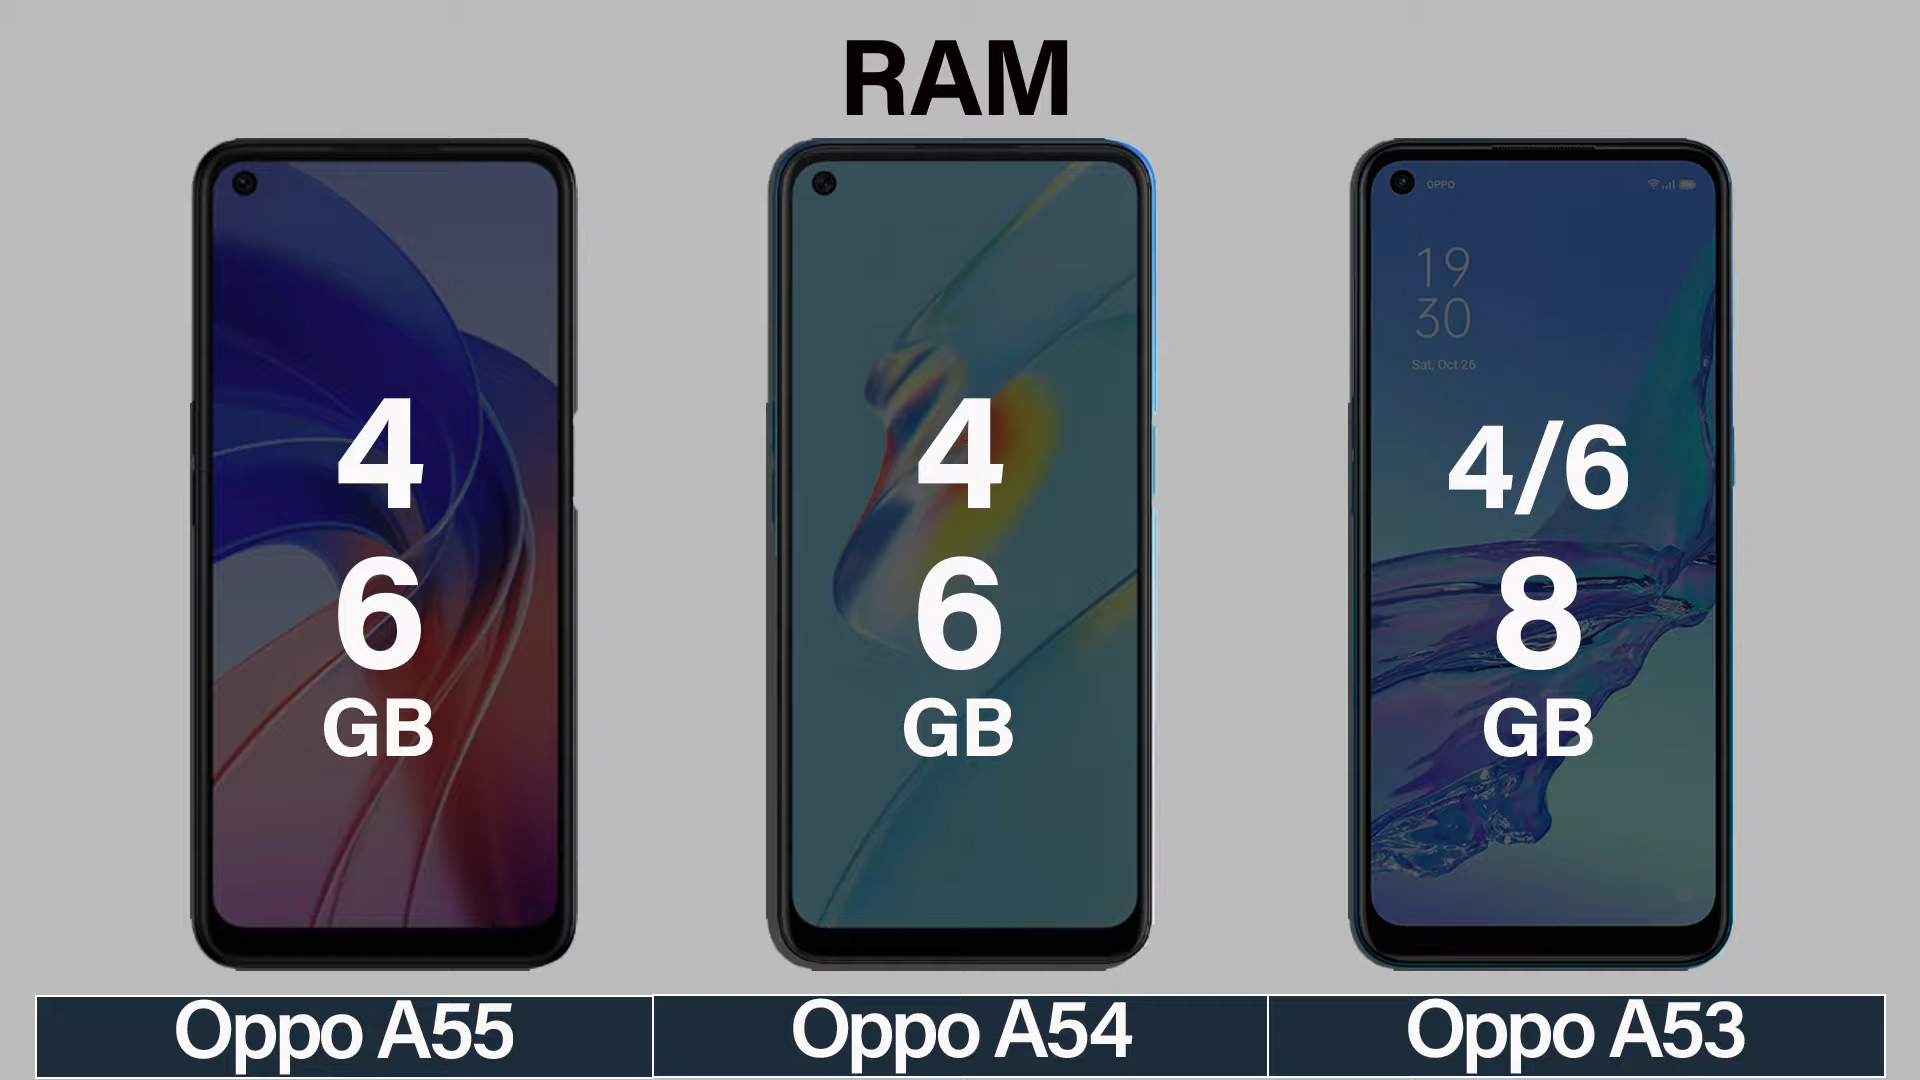 RAM
4
6
GB
4
6
GB
OPPO
19
30
Sat, Oct 26
4/6
8
GB
Oppo A55
Oppo A54
Oppo A53